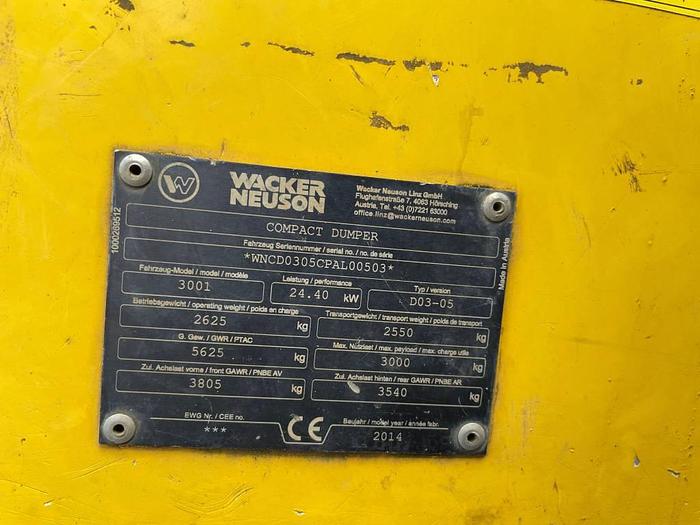 W
WACKER
NEUSON
Wacker Neuson Linz GmbH
Flughafenstraße 7, 4063 Hörsching
Austria, Tel. +43 (0)7221 63000
office.linz@wackerneuson.com
1000269512
COMPACT DUMPER
Fahrzeug Seriennummer / serial no. / no. de série
*WNCD0305CPAL00503*
Fahrzeug-Model / model / modèle
3001
Leistung / performance
24.40 kW
Typ / version
D03-05
Betriebsgewicht / operating weight / poids en charge
2625 kg
Transportgewicht / transport weight / poids de transport
2550 kg
G. Gew. / GWR / PTAC
5625 kg
Max. Nutzlast / max. payload / max. charge utile
3000 kg
Zul. Achslast vorne / front GAWR / PNBE AV
3805 kg
Zul. Achslast hinten / rear GAWR / PNBE AR
3540 kg
EWG Nr. / CEE no.
***
CE
Baujahr / model year / année fabr.
2014
Made in Austria